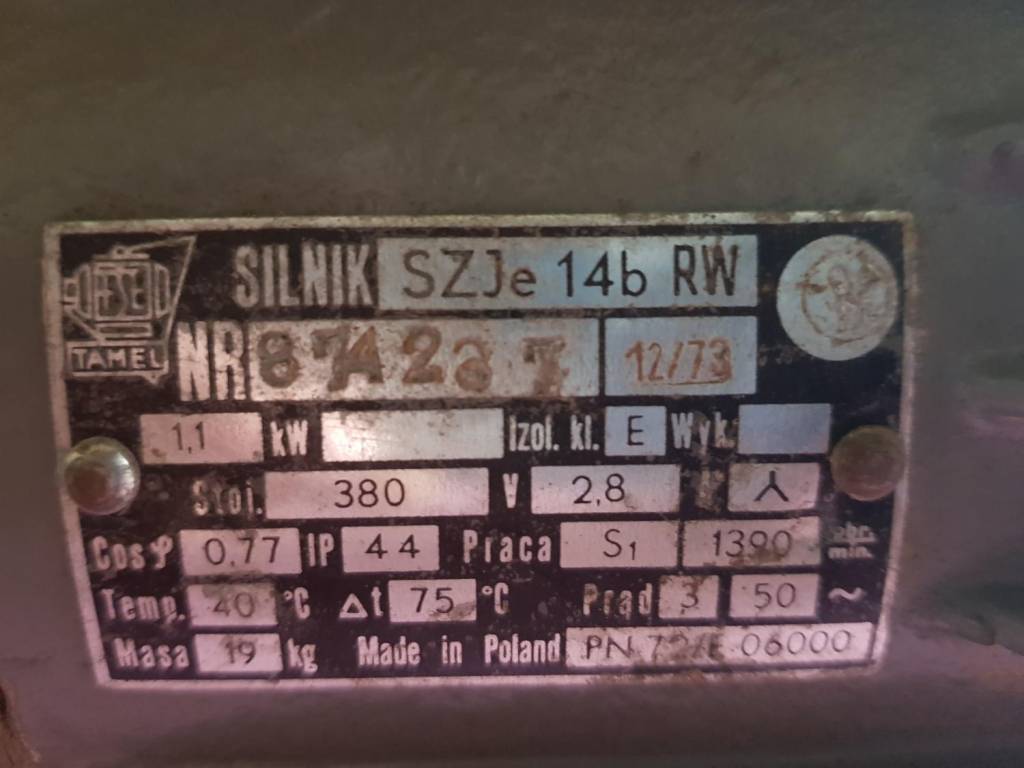 SILNIK SZJe 14b RW
TAMEL
NR 12/73
1,1 kW Izol. kl. E Wyk.
Stoj. 380 V 2,8 A
Cosφ 0,77 IP 44 Praca S1 1390 obr. min.
Temp. 40 °C Δt 75 °C Prąd 3 50 ~
Masa 19 kg Made in Poland PN 72/E 06000